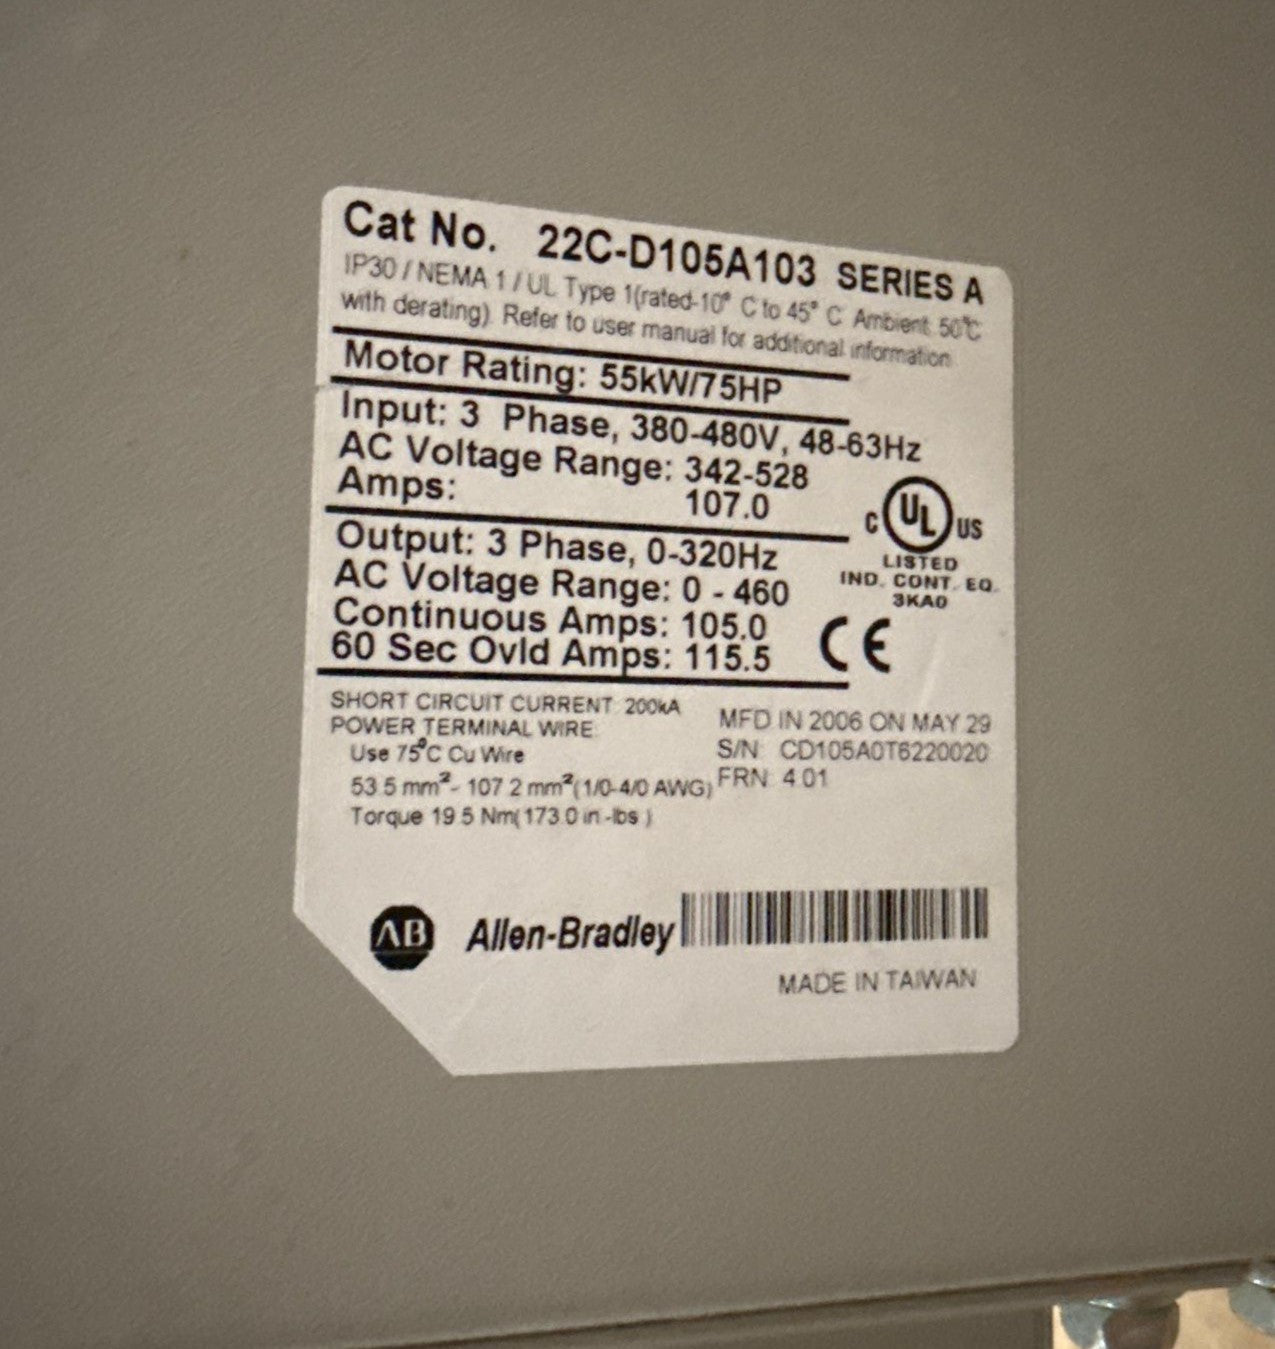 Cat No. 22C-D105A103 SERIES A
IP30 / NEMA 1 / UL Type 1(rated-10° C to 45° C Ambient 50°C
with derating) Refer to user manual for additional information
Motor Rating: 55kW/75HP
Input: 3 Phase, 380-480V, 48-63Hz
AC Voltage Range: 342-528
Amps: 107.0
Output: 3 Phase, 0-320Hz
AC Voltage Range: 0 - 460
Continuous Amps: 105.0
60 Sec Ovld Amps: 115.5
C UL US
LISTED
IND. CONT. EQ.
3KA0
CE
SHORT CIRCUIT CURRENT 200kA
POWER TERMINAL WIRE
Use 75°C Cu Wire
53.5 mm²- 107.2 mm²(1/0-4/0 AWG)
Torque 19.5 Nm(173.0 in-lbs )
MFD IN 2006 ON MAY 29
S/N CD105A0T6220020
FRN 4.01
AB Allen-Bradley
MADE IN TAIWAN